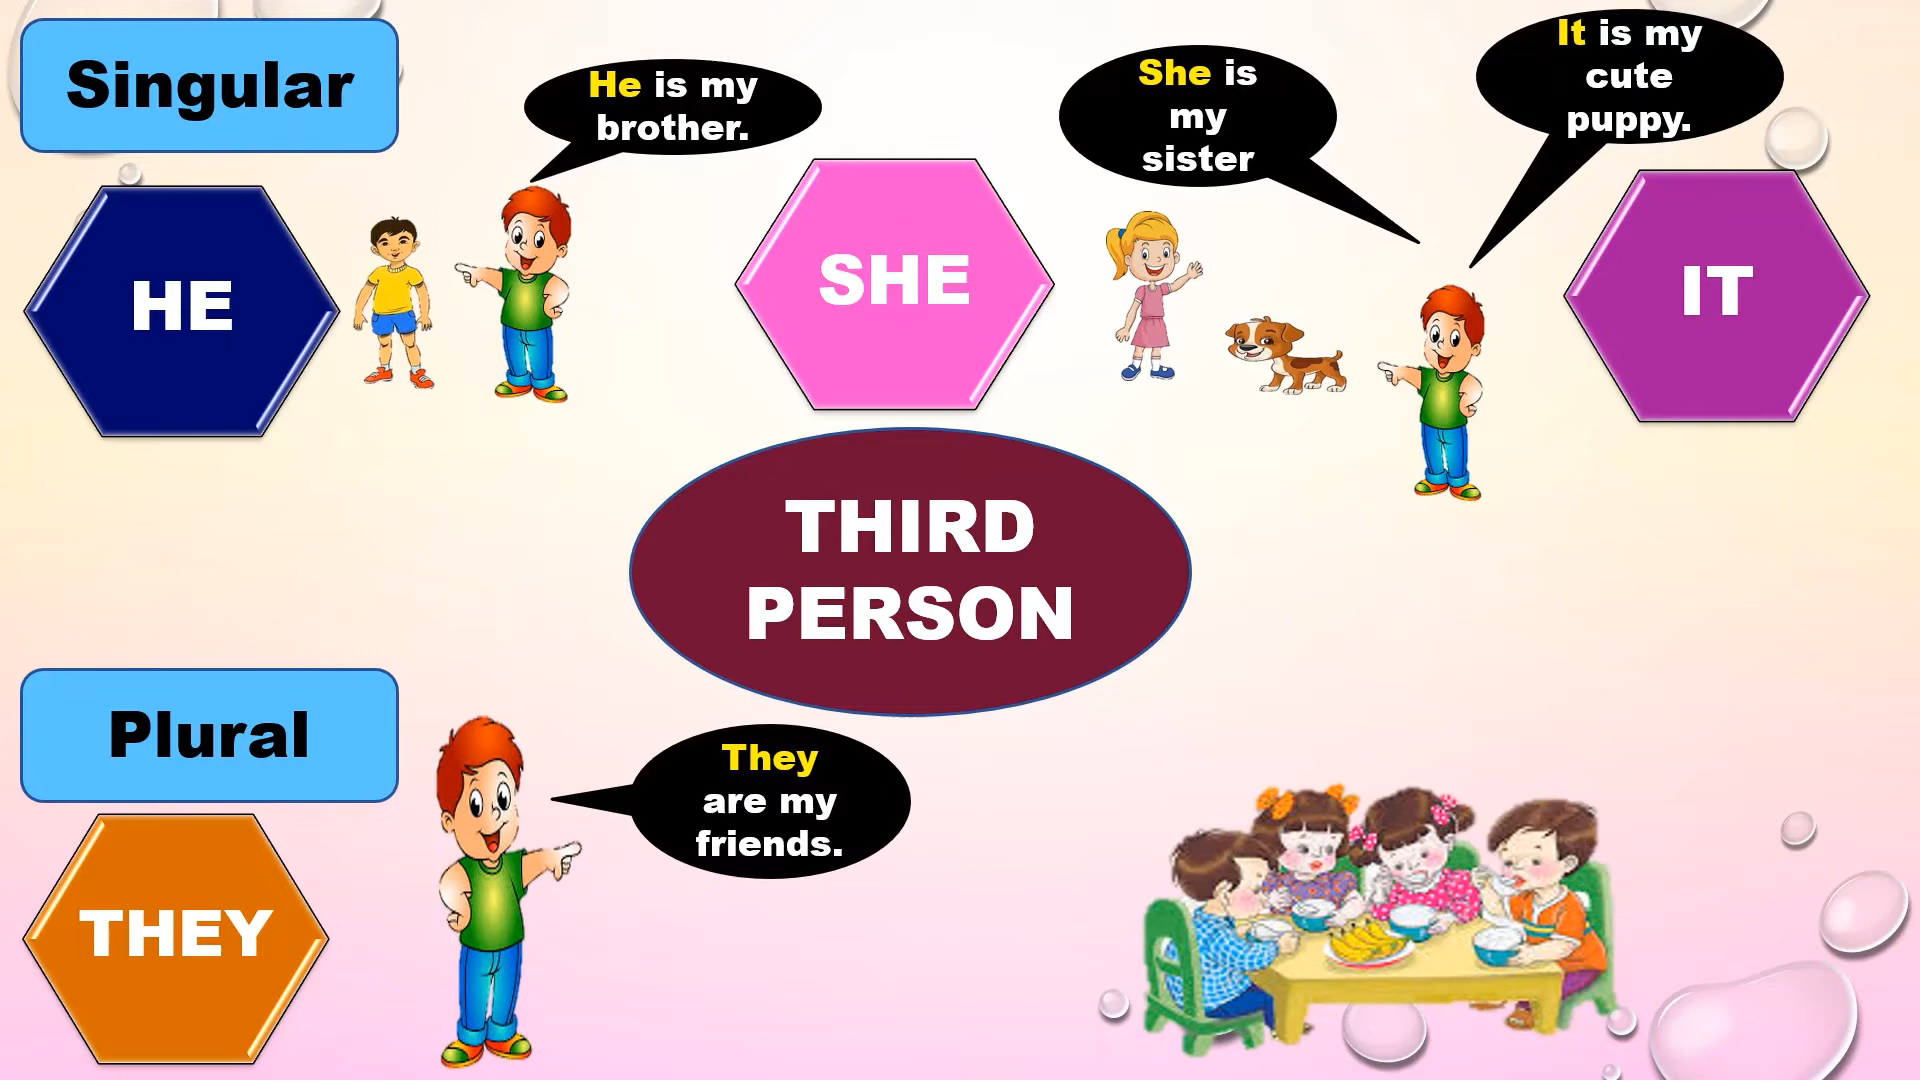 Singular
He is my
brother.
She is
my
sister
It is my
cute
puppy.
HE
SHE
IT
THIRD
PERSON
Plural
They
are my
friends.
THEY